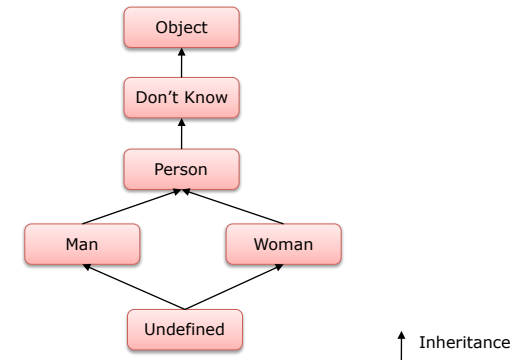 Object
Don't Know
Person
Man
Woman
Undefined
Inheritance